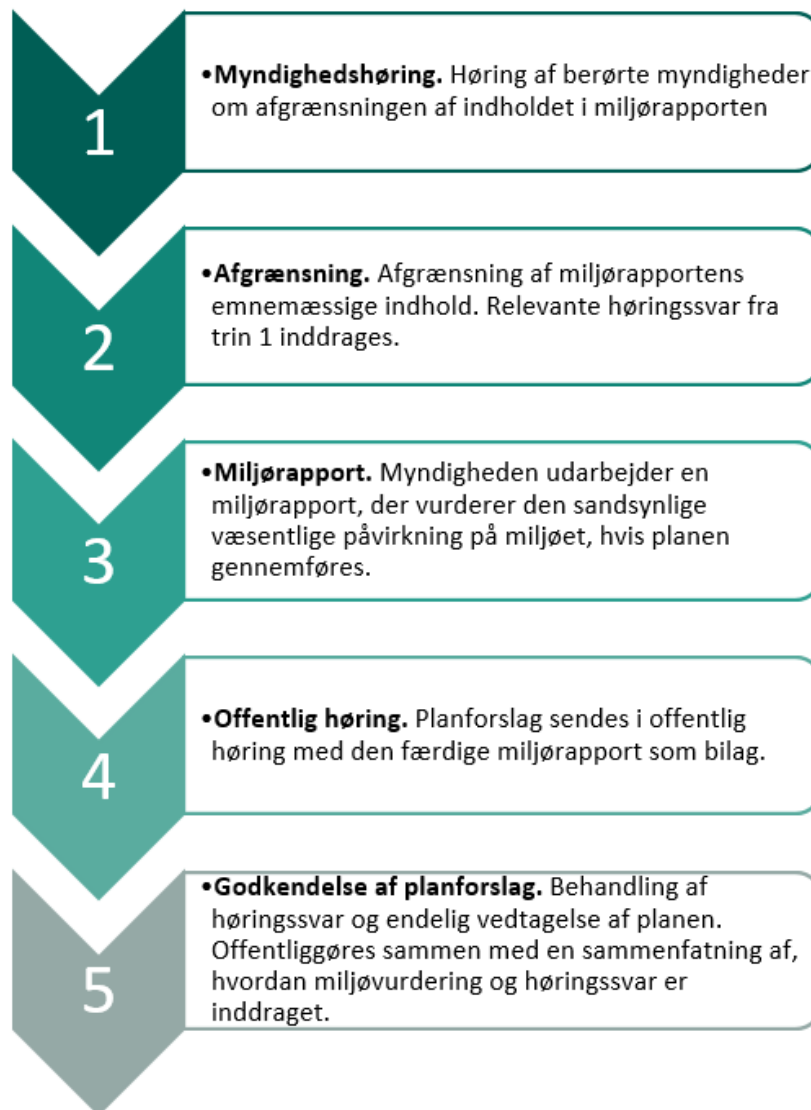 1
•Myndighedshøring. Høring af berørte myndigheder
om afgrænsningen af indholdet i miljørapporten
2
•Afgrænsning. Afgrænsning af miljørapportens
emnemæssige indhold. Relevante høringssvar fra
trin 1 inddrages.
3
•Miljørapport. Myndigheden udarbejder en
miljørapport, der vurderer den sandsynlige
væsentlige påvirkning på miljøet, hvis planen
gennemføres.
4
•Offentlig høring. Planforslag sendes i offentlig
høring med den færdige miljørapport som bilag.
5
•Godkendelse af planforslag. Behandling af
høringssvar og endelig vedtagelse af planen.
Offentliggøres sammen med en sammenfatning af,
hvordan miljøvurdering og høringssvar er
inddraget.